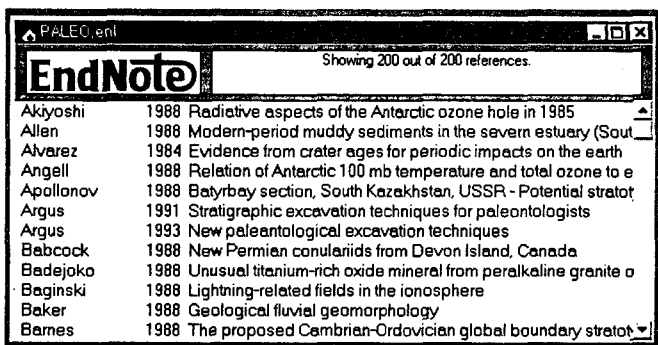 PALEO.enl
EndNote
Showing 200 out of 200 references.
Akiyoshi 1988 Radiative aspects of the Antarctic ozone hole in 1985
Allen 1988 Modern-period muddy sediments in the severn estuary (Sout
Alvarez 1984 Evidence from crater ages for periodic impacts on the earth
Angell 1988 Relation of Antarctic 100 mb temperature and total ozone to e
Apollonov 1988 Batyrbay section, South Kazakhstan, USSR - Potential stratot
Argus 1991 Stratigraphic excavation techniques for paleontologists
Argus 1993 New paleantological excavation techniques
Babcock 1988 New Permian conulariids from Devon Island, Canada
Badejoko 1988 Unusual titanium-rich oxide mineral from peralkaline granite o
Baginski 1988 Lightning-related fields in the ionosphere
Baker 1988 Geological fluvial geomorphology
Barnes 1988 The proposed Cambrian-Ordovician global boundary stratot